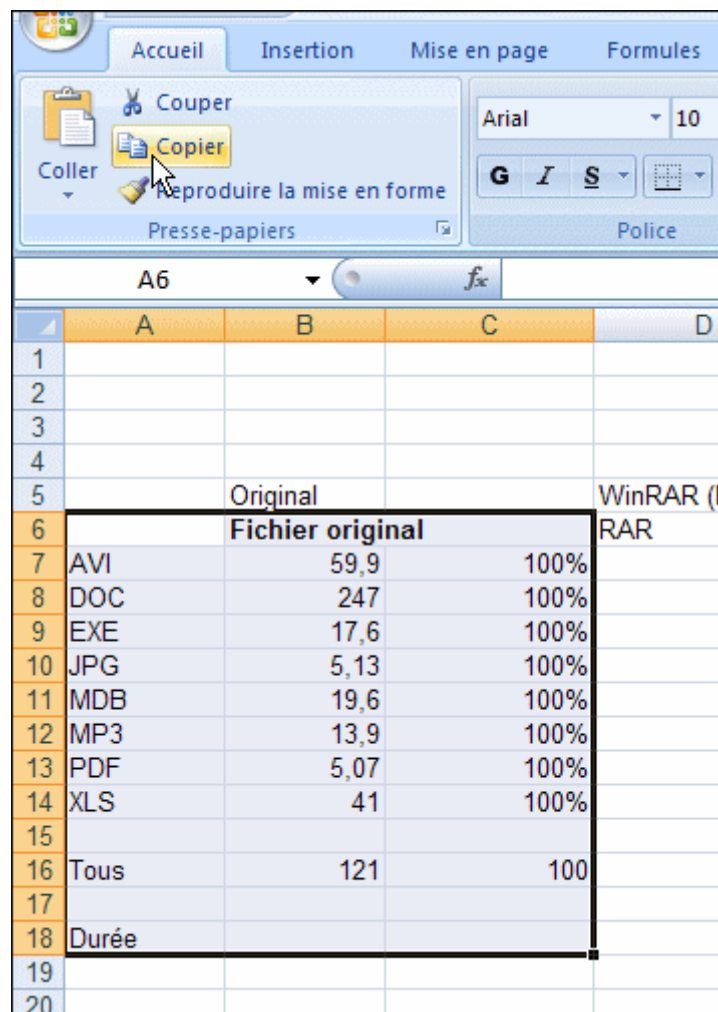 Accueil Insertion Mise en page Formules
Couper
Copier
Coller
Reproduire la mise en forme
Presse-papiers
Arial 10
G I S
Police
A6 fx
A B C D
1
2
3
4
5 Original WinRAR (
6 Fichier original RAR
7 AVI 59,9 100%
8 DOC 247 100%
9 EXE 17,6 100%
10 JPG 5,13 100%
11 MDB 19,6 100%
12 MP3 13,9 100%
13 PDF 5,07 100%
14 XLS 41 100%
15
16 Tous 121 100
17
18 Durée
19
20